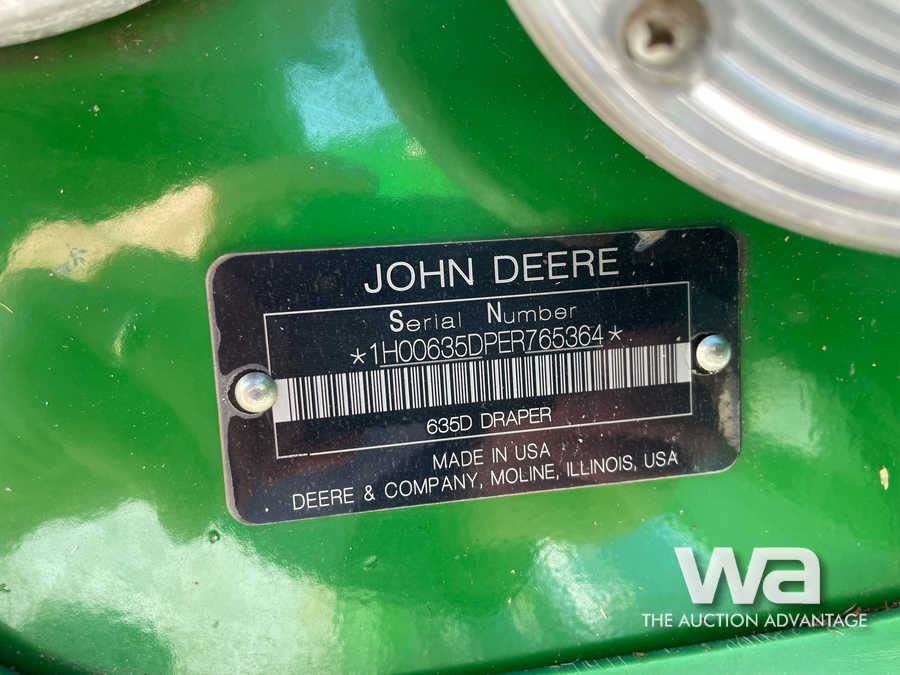 JOHN DEERE
Serial Number
*1H00635DPER765364*
635D DRAPER
MADE IN USA
DEERE & COMPANY, MOLINE, ILLINOIS, USA
wa
THE AUCTION ADVANTAGE